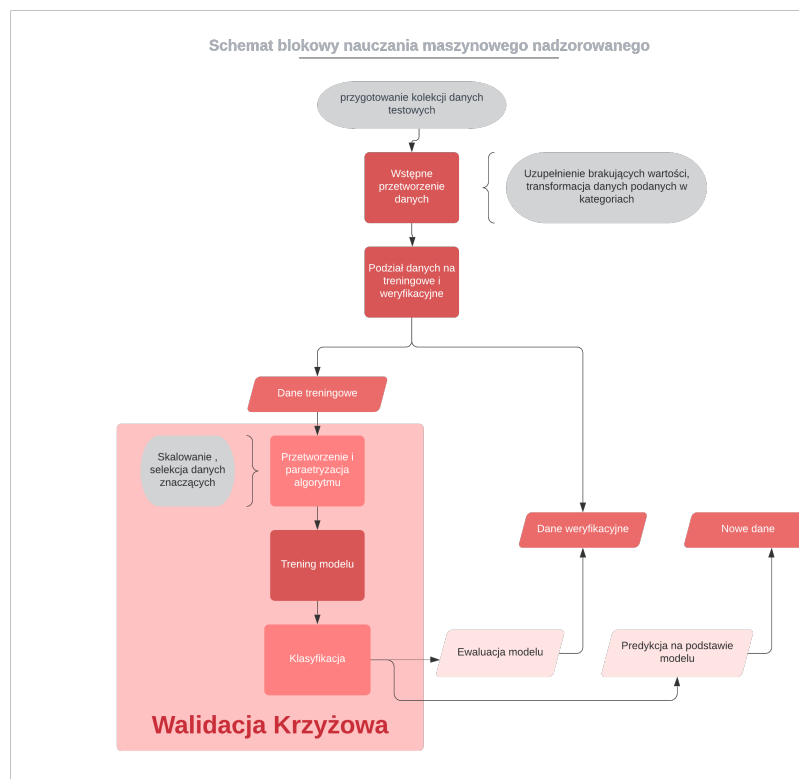 Schemat blokowy nauczania maszynowego nadzorowanego
przygotowanie kolekcji danych
testowych
Wstępne
przetworzenie
danych
Uzupełnienie brakujących wartości,
transformacja danych podanych w
kategoriach
Podział danych na
treningowe i
weryfikacyjne
Dane treningowe
Skalowanie ,
selekcja danych
znaczących
Przetworzenie i
paraetryzacja
algorytmu
Trening modelu
Dane weryfikacyjne
Nowe dane
Klasyfikacja
Ewaluacja modelu
Predykcja na podstawie
modelu
Walidacja Krzyżowa